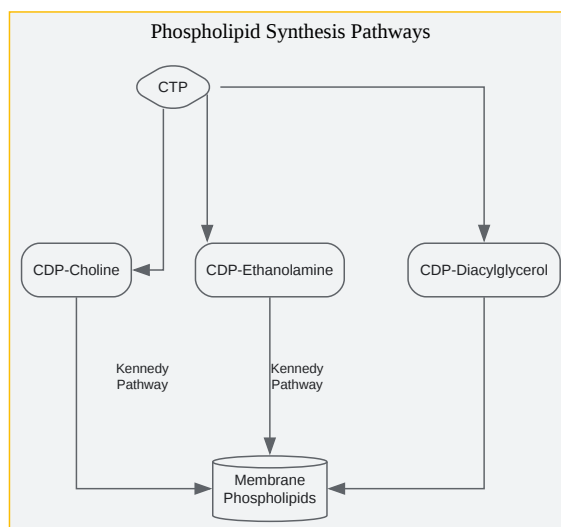 Phospholipid Synthesis Pathways
CTP
CDP-Choline
CDP-Ethanolamine
CDP-Diacylglycerol
Kennedy
Pathway
Kennedy
Pathway
Membrane
Phospholipids